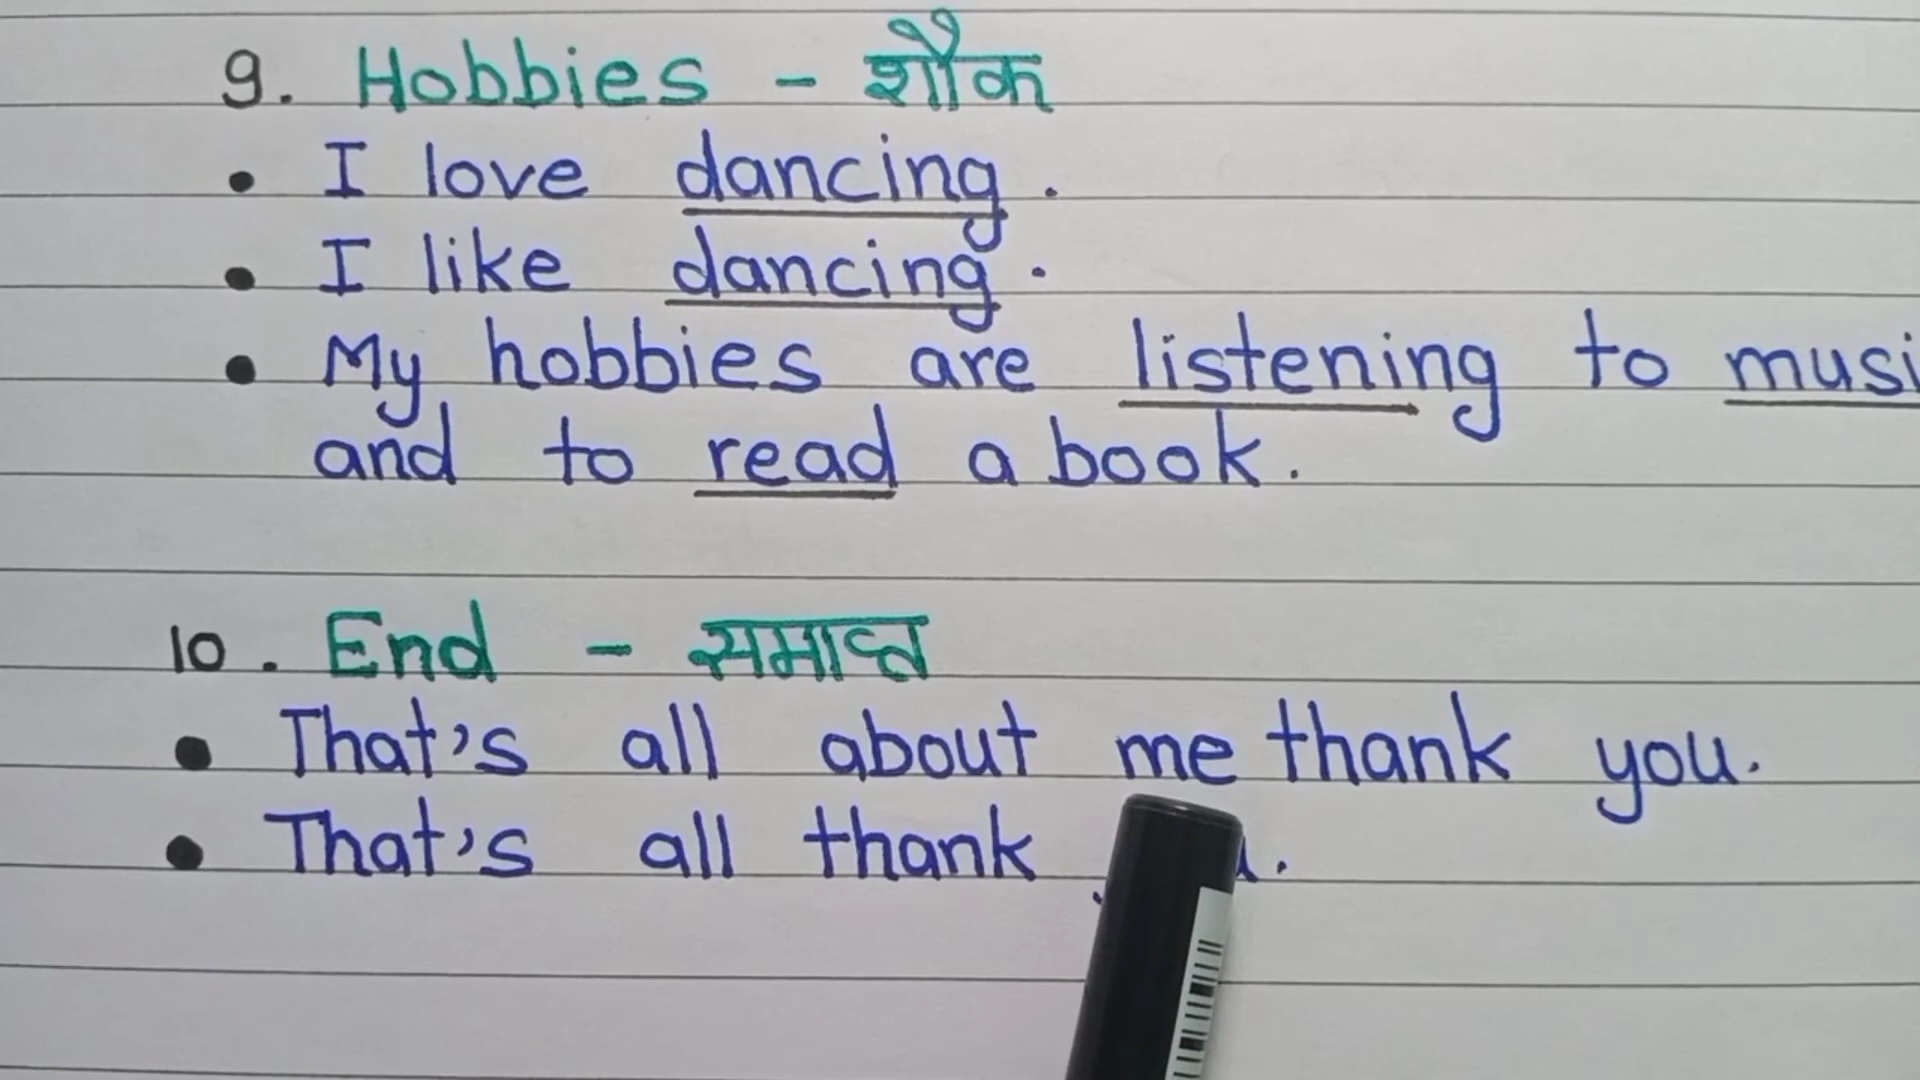 9. Hobbies - शौक
• I love dancing.
• I like dancing.
• My hobbies are listening to musi
and to read a book.
10. End - समाप्त
• That's all about me thank you.
• That's all thank